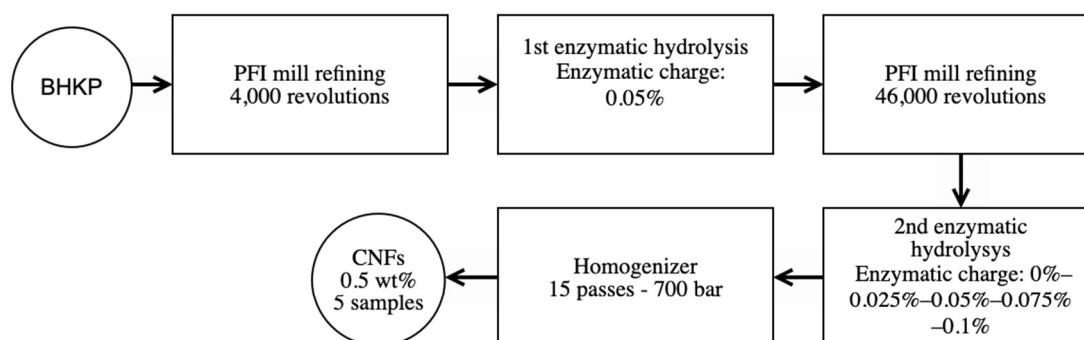 BHKP
PFI mill refining
4,000 revolutions
1st enzymatic hydrolysis
Enzymatic charge:
0.05%
PFI mill refining
46,000 revolutions
2nd enzymatic
hydrolysys
Enzymatic charge: 0%–
0.025%–0.05%–0.075%
–0.1%
Homogenizer
15 passes - 700 bar
CNFs
0.5 wt%
5 samples